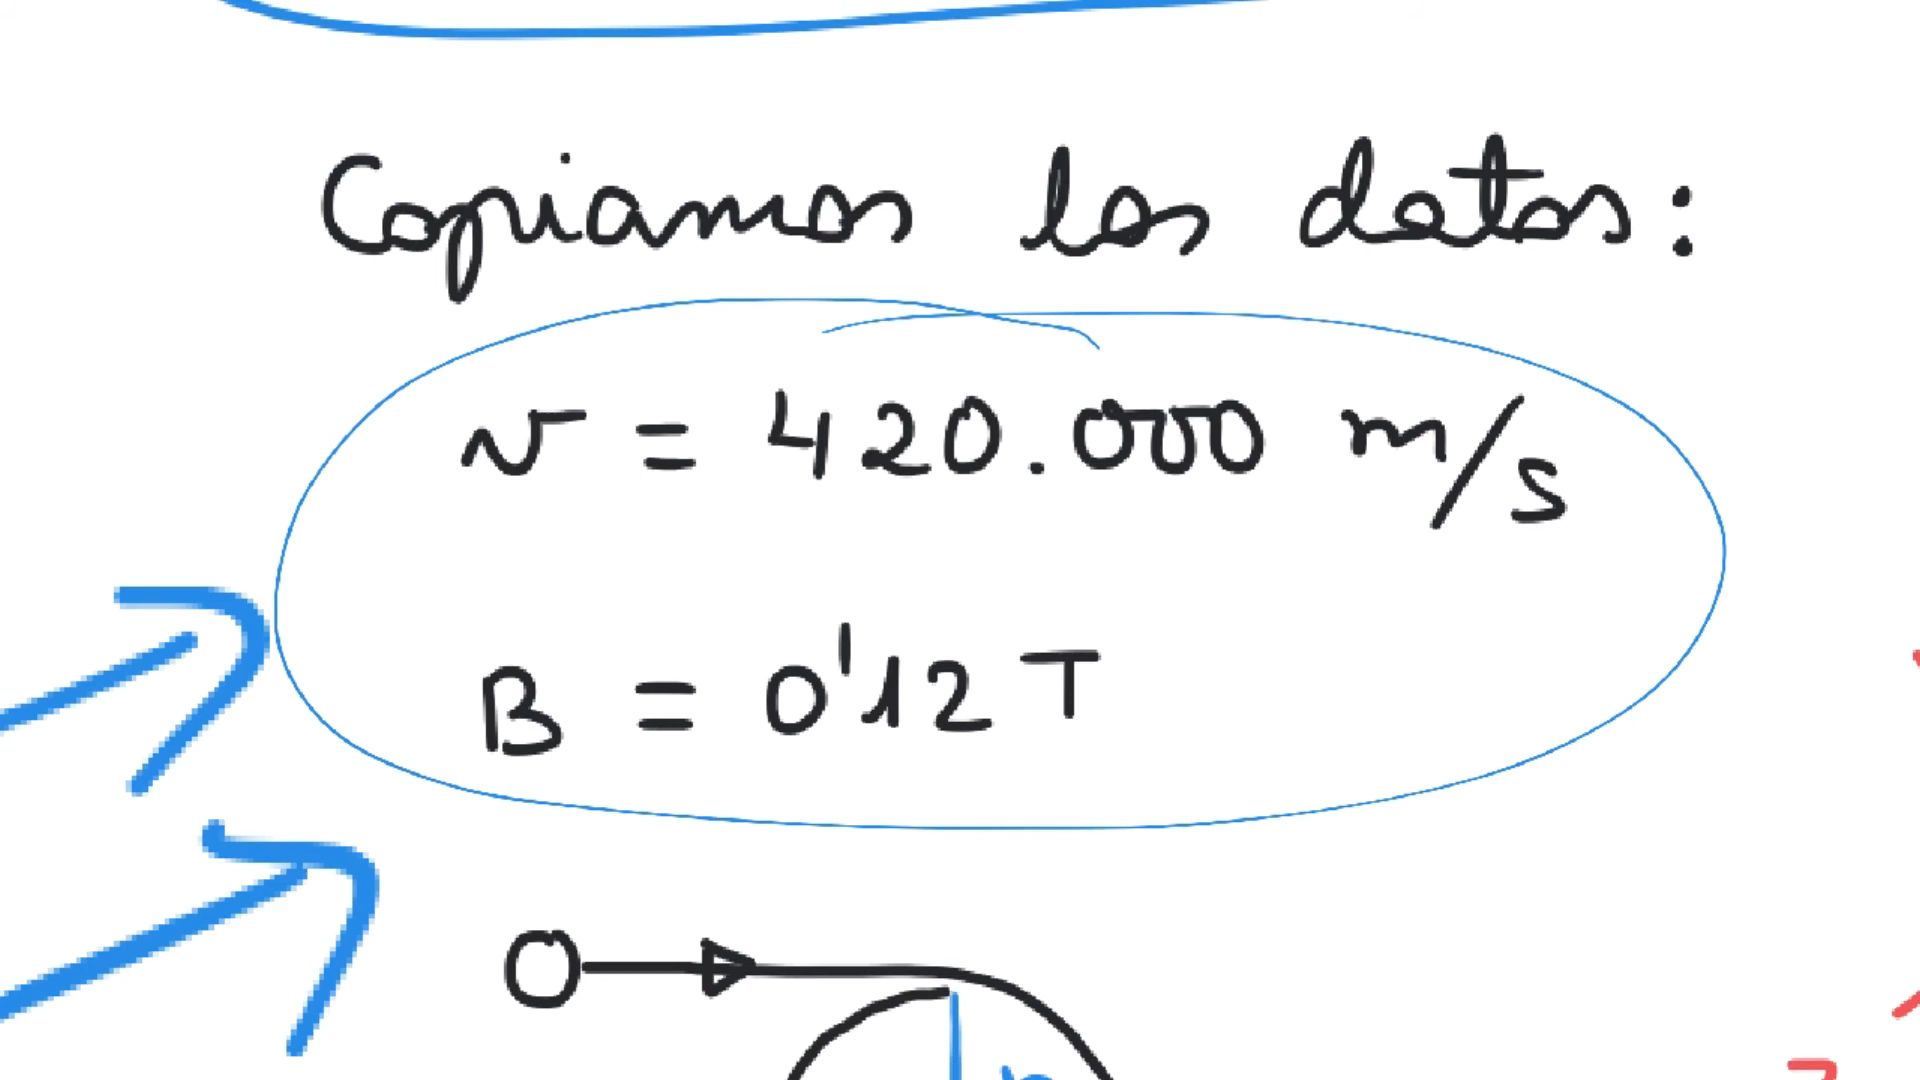 Copiamos los datos:
v = 420.000 m/s
B = 0'12 T